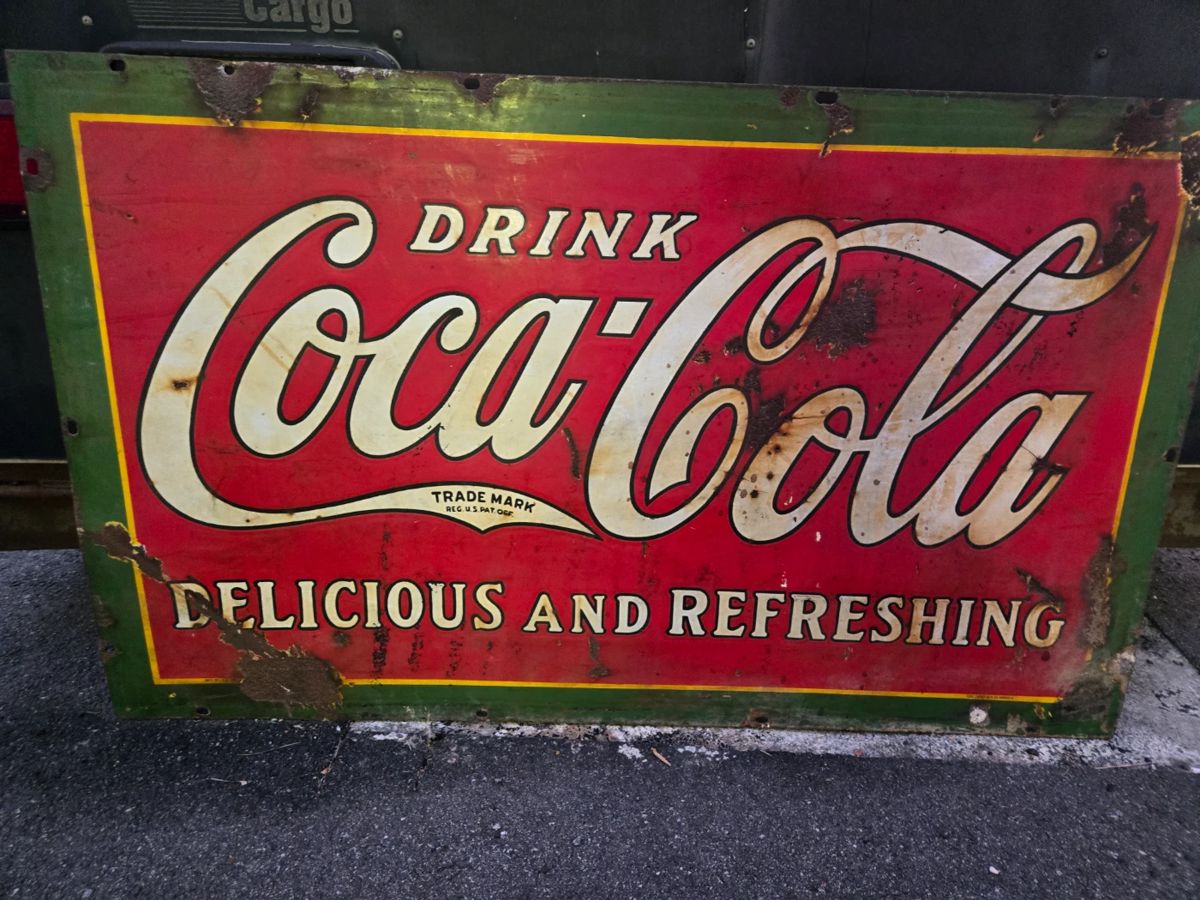 Cargo
DRINK
Coca-Cola
TRADE MARK
REG. U.S. PAT. OFF.
DELICIOUS AND REFRESHING